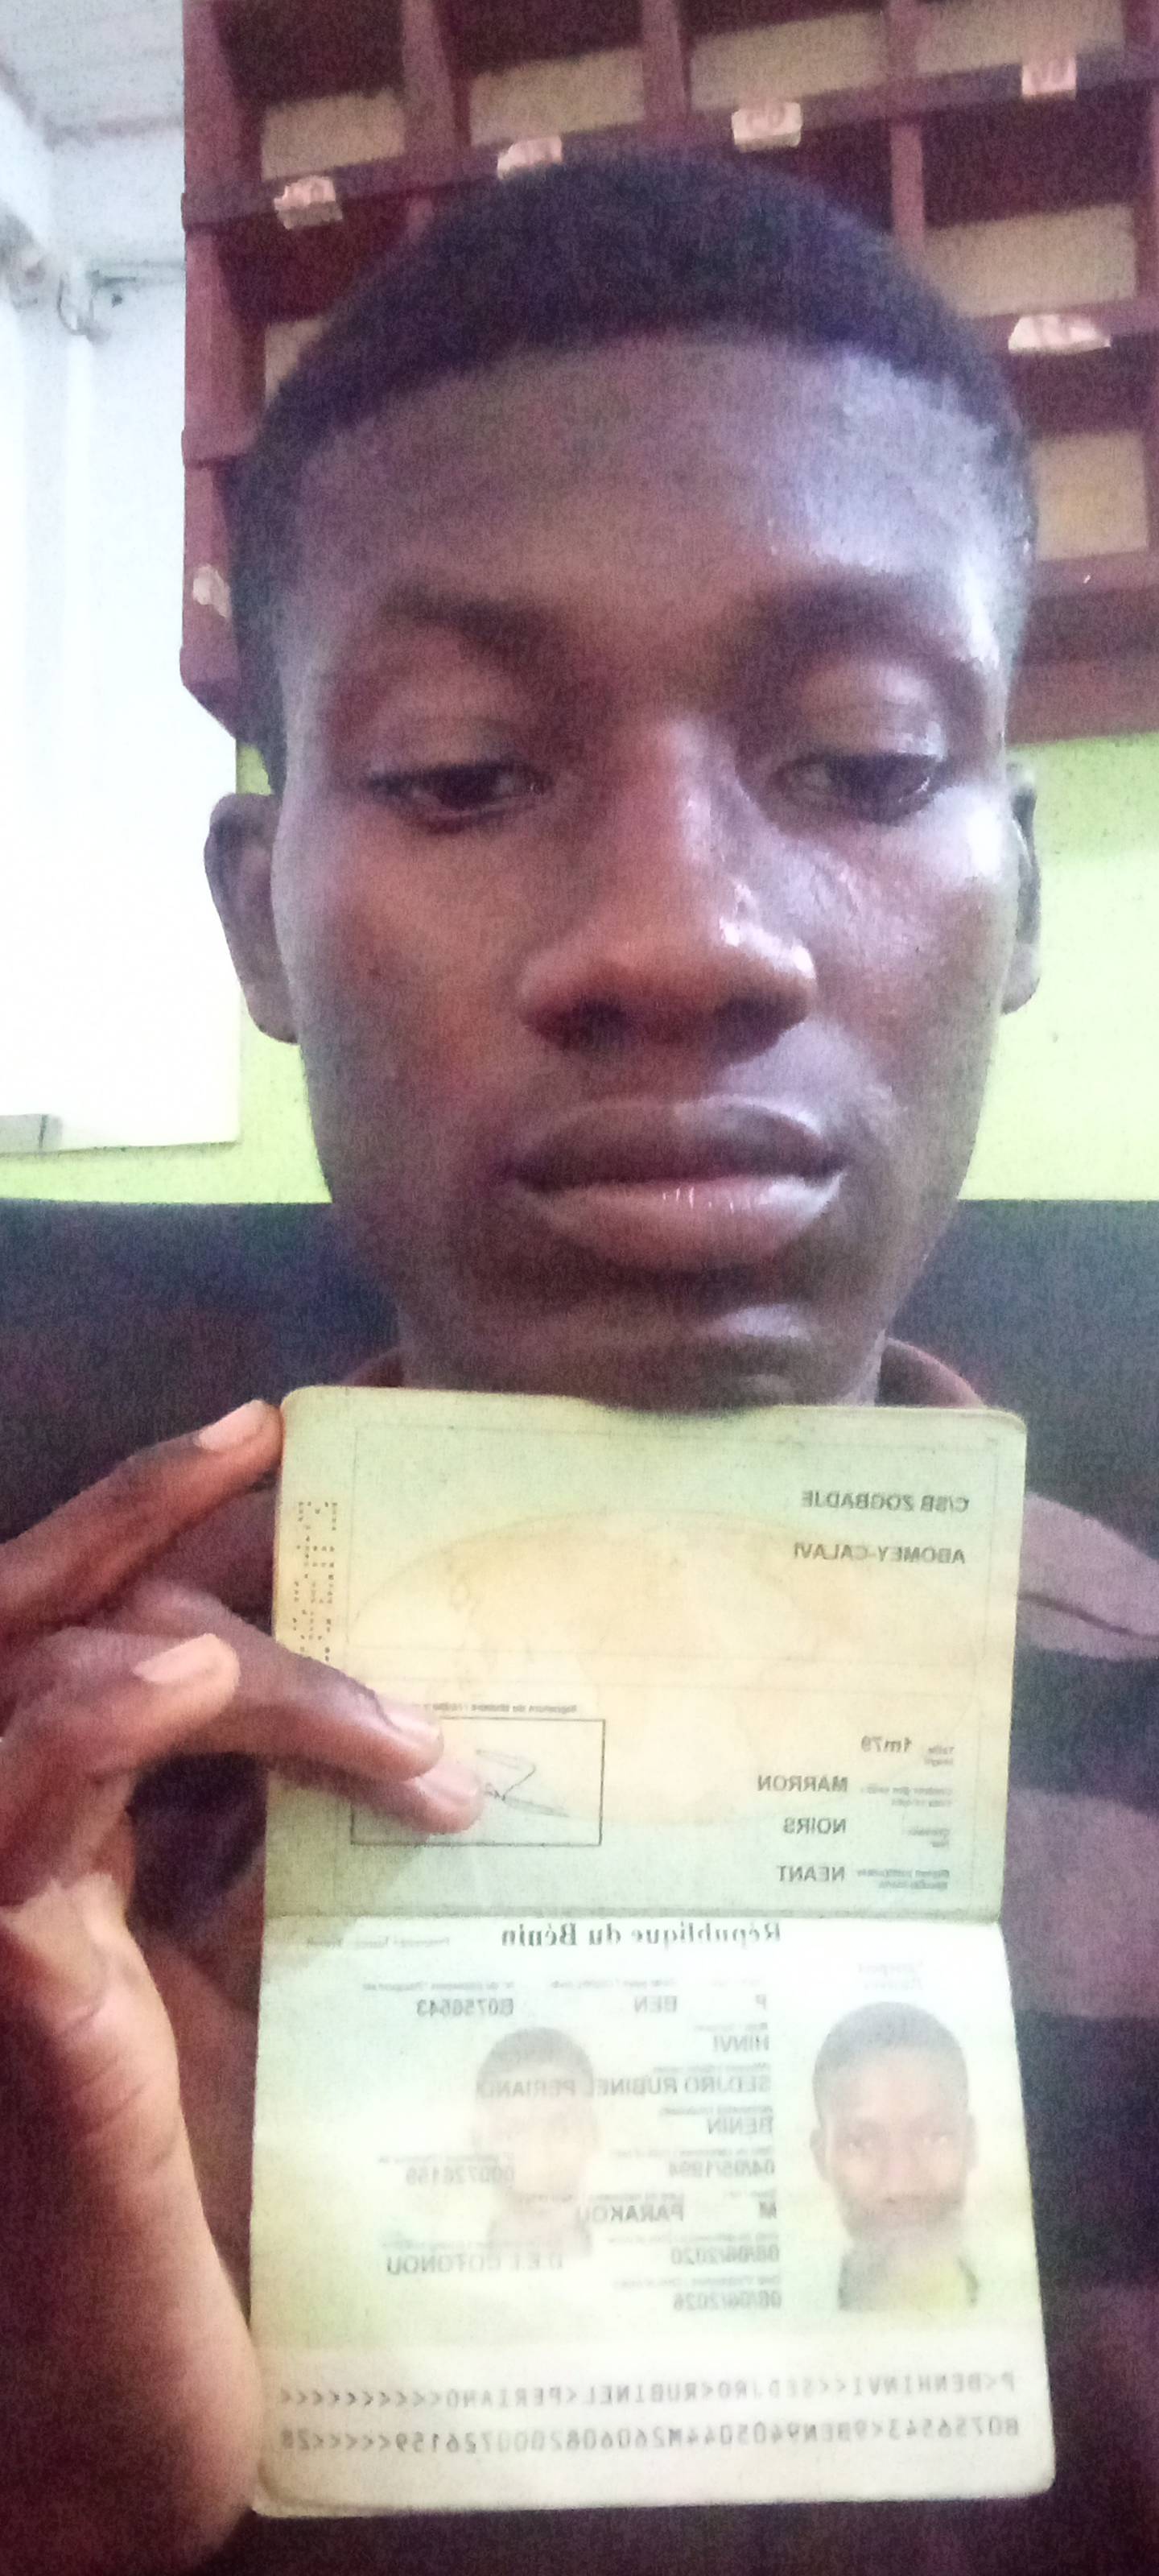 C/SB ZOGBADJE
ABOMEY-CALAVI
1m79
MARRON
NOIRS
NEANT
République du Bénin
P BEN B0756543
HINVI
SEDJRO RUBINEL PERIANO
BENIN
04/05/1994 000726159
M PARAKOU
08/06/2020 D.E.I. COTONOU
08/06/2026
P<BENHINVI<<SEDJRO<RUBINEL<PERIANO<<<<<<<<<<
B0756543<9BEN9405044M2606082000726159<<<<<28